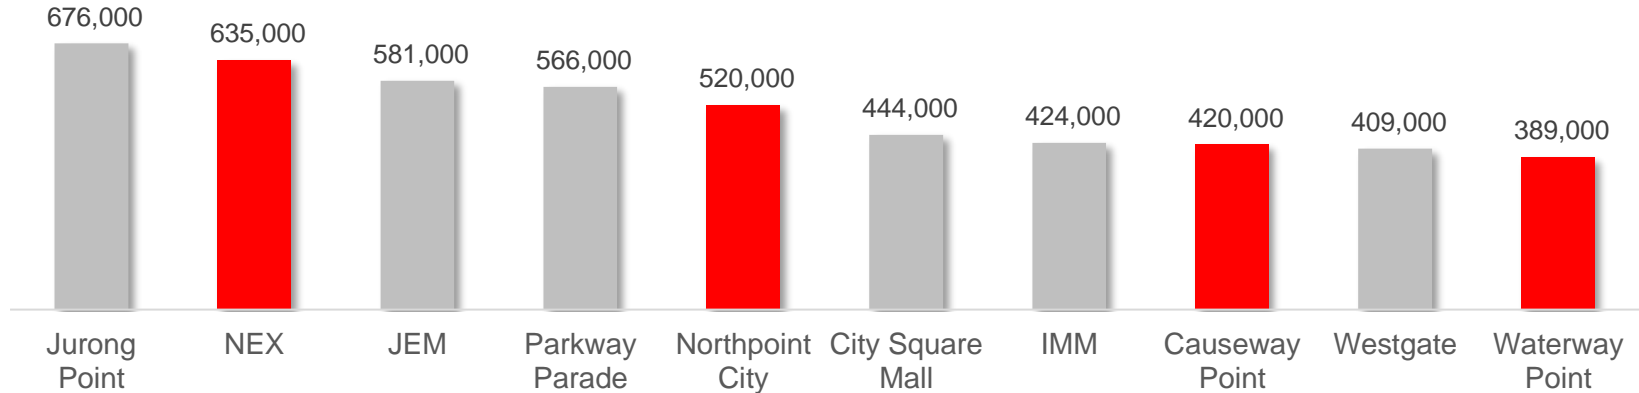 676,000
635,000
581,000
566,000
520,000
444,000
424,000
420,000
409,000
389,000
Jurong
Point
NEX
JEM
Parkway
Parade
Northpoint
City
City Square
Mall
IMM
Causeway
Point
Westgate
Waterway
Point